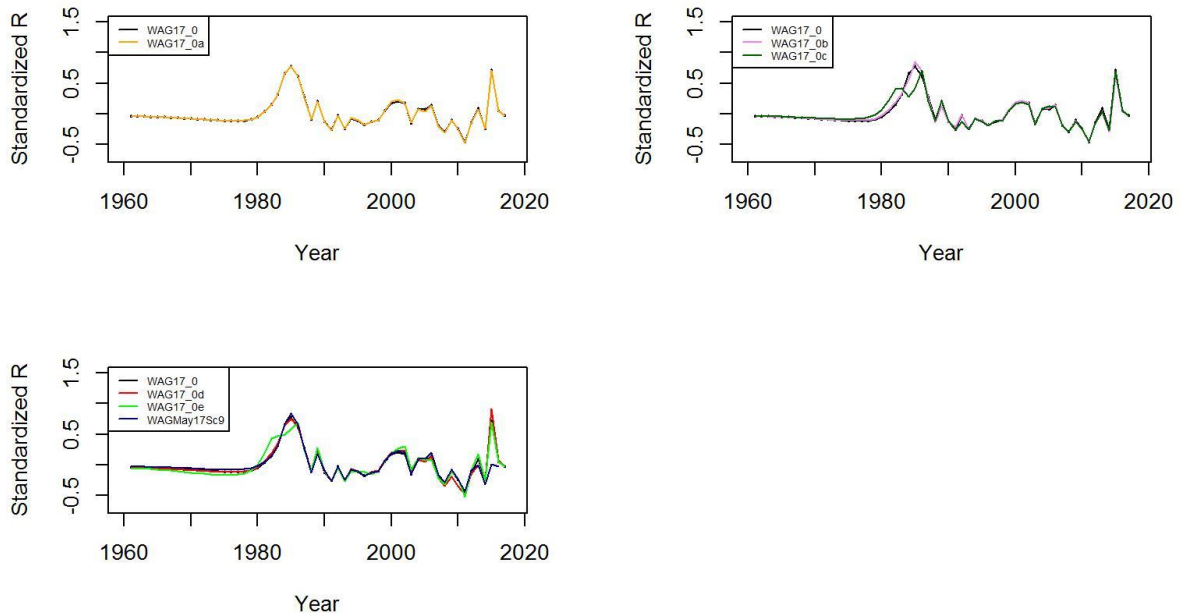 Standardized R
1.5
0.5
-0.5
WAG17_0
WAG17_0a
1960
1980
2000
2020
Year
Standardized R
1.5
0.5
-0.5
WAG17_0
WAG17_0b
WAG17_0c
1960
1980
2000
2020
Year
Standardized R
1.5
0.5
-0.5
WAG17_0
WAG17_0d
WAG17_0e
WAGMay17Sc9
1960
1980
2000
2020
Year